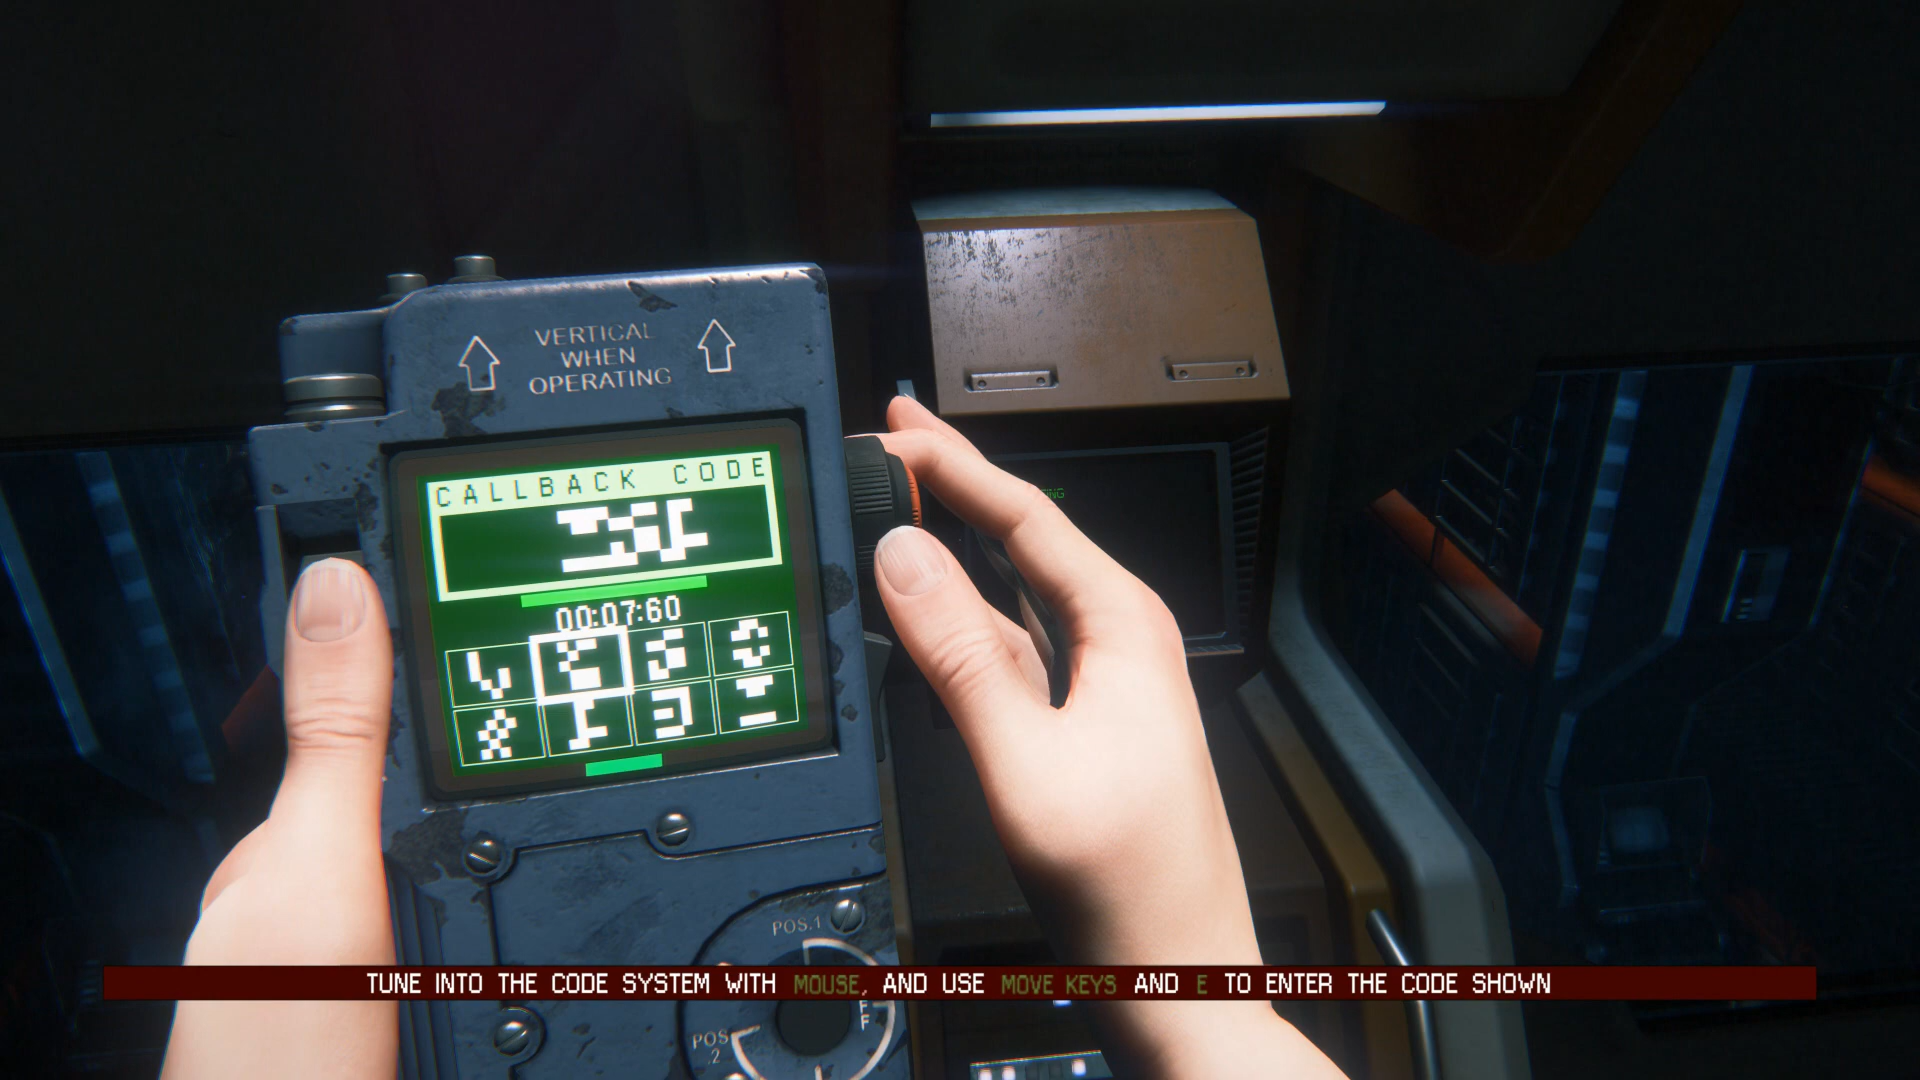 VERTICAL
WHEN
OPERATING
CALLBACK CODE
00:07:60
POS.1
POS
.2
TUNE INTO THE CODE SYSTEM WITH MOUSE, AND USE MOVE KEYS AND E TO ENTER THE CODE SHOWN